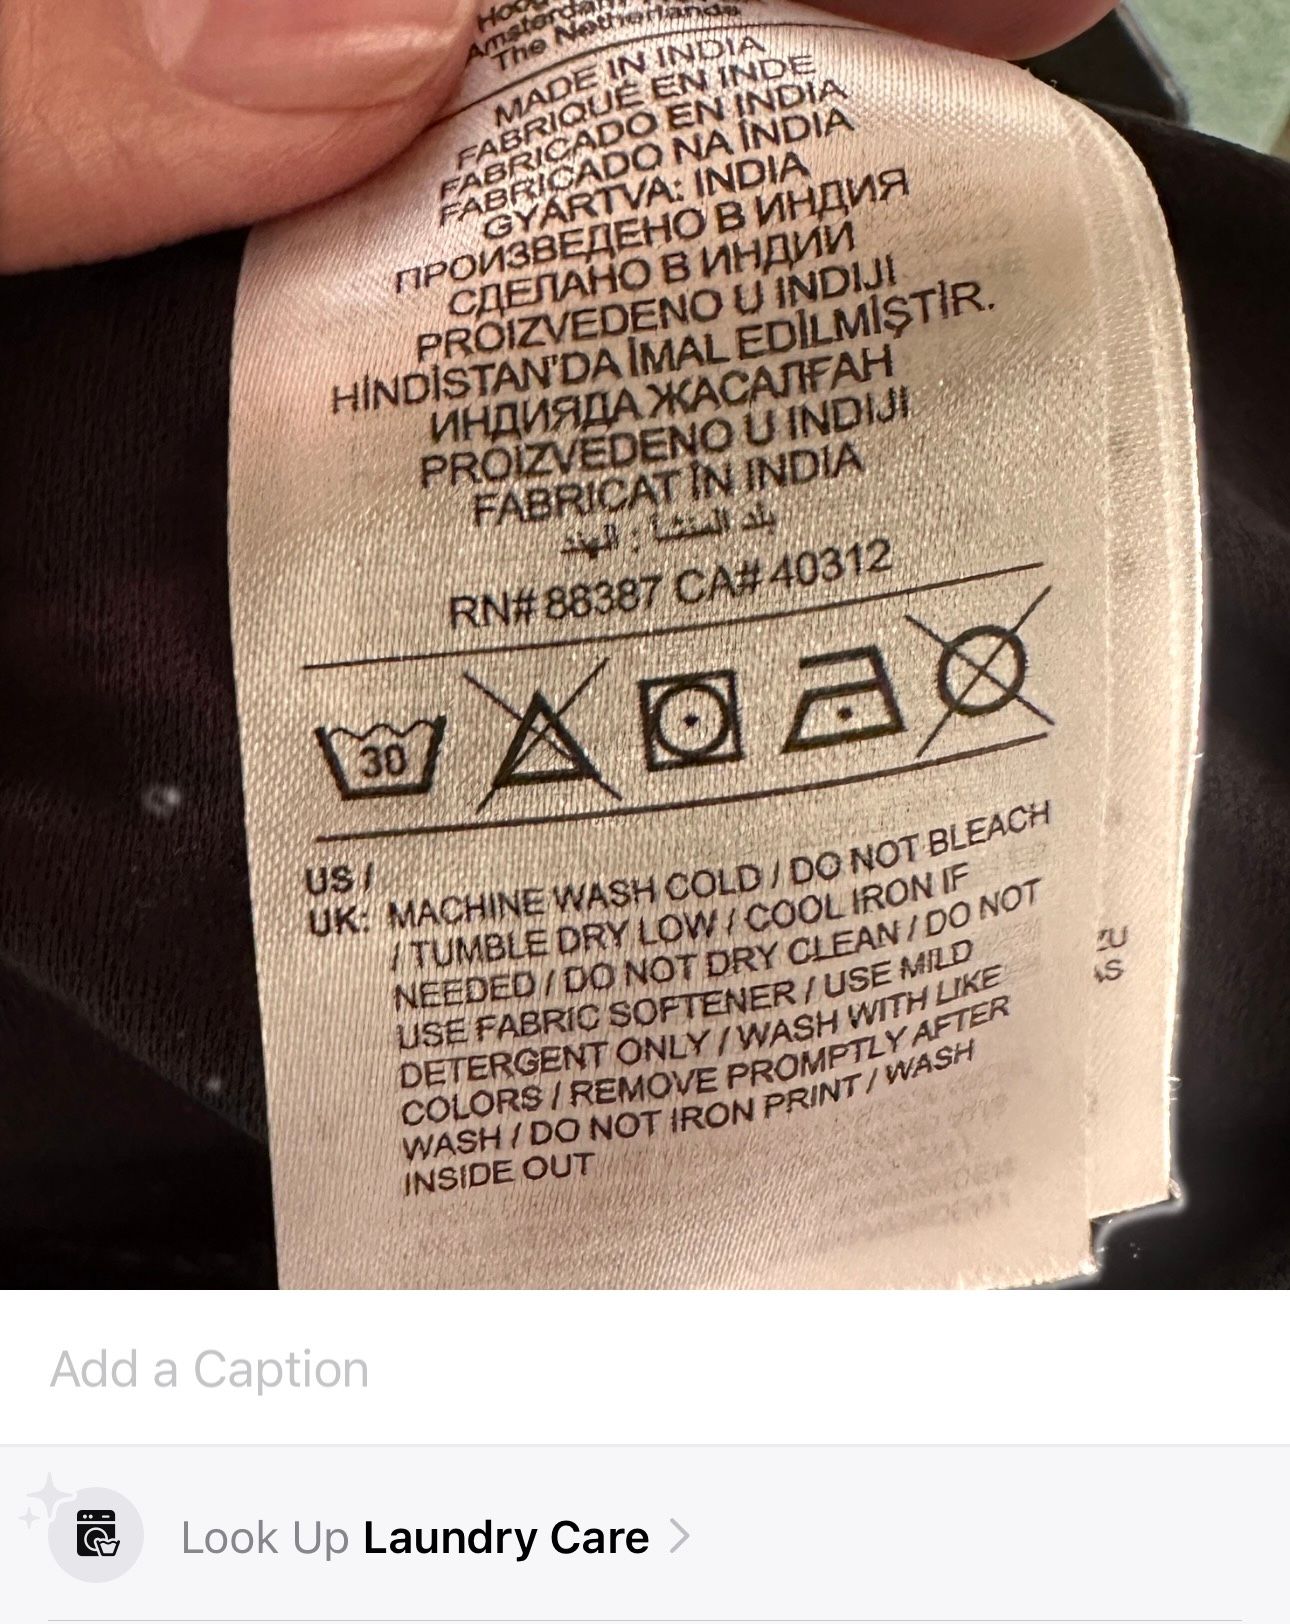 Amsterdam
The Netherlands
MADE IN INDIA
FABRIQUÉ EN INDE
FABRICADO EN INDIA
FABRICADO NA ÍNDIA
GYÁRTVA: INDIA
ПРОИЗВЕДЕНО В ИНДИЯ
СДЕЛАНО В ИНДИИ
PROIZVEDENO U INDIJI
HİNDİSTAN'DA İMAL EDİLMİŞTİR.
ИНДИЯДА ЖАСАЛҒАН
PROIZVEDENO U INDIJI
FABRICAT ÎN INDIA
بلد المنشأ : الهند
RN# 88387 CA# 40312
30
US /
UK: MACHINE WASH COLD / DO NOT BLEACH
/ TUMBLE DRY LOW / COOL IRON IF
NEEDED / DO NOT DRY CLEAN / DO NOT
USE FABRIC SOFTENER / USE MILD
DETERGENT ONLY / WASH WITH LIKE
COLORS / REMOVE PROMPTLY AFTER
WASH / DO NOT IRON PRINT / WASH
INSIDE OUT
Add a Caption
Look Up Laundry Care